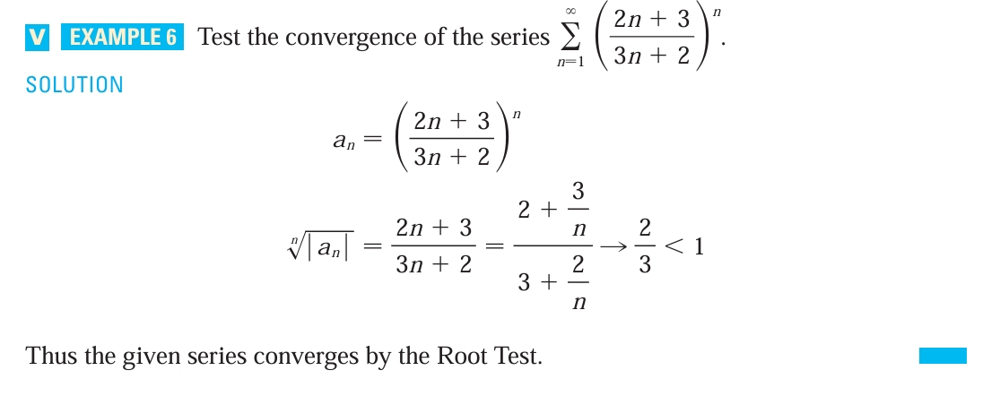 V EXAMPLE 6 Test the convergence of the series $\sum_{n=1}^{\infty} \left( \frac{2n + 3}{3n + 2} \right)^n$.
SOLUTION
$a_n = \left( \frac{2n + 3}{3n + 2} \right)^n$
$\sqrt[n]{|a_n|} = \frac{2n + 3}{3n + 2} = \frac{2 + \frac{3}{n}}{3 + \frac{2}{n}} \rightarrow \frac{2}{3} < 1$
Thus the given series converges by the Root Test.